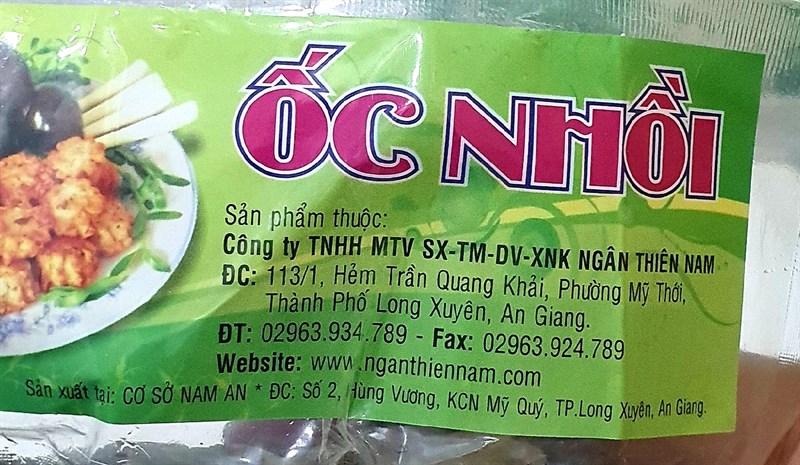 ỐC NHỒI
Sản phẩm thuộc:
Công ty TNHH MTV SX-TM-DV-XNK NGÂN THIÊN NAM
ĐC: 113/1, Hẻm Trần Quang Khải, Phường Mỹ Thới,
Thành Phố Long Xuyên, An Giang.
ĐT: 02963.934.789 - Fax: 02963.924.789
Website: www.nganthiennam.com
Sản xuất tại: CƠ SỞ NAM AN * ĐC: Số 2, Hùng Vương, KCN Mỹ Quý, TP.Long Xuyên, An Giang.